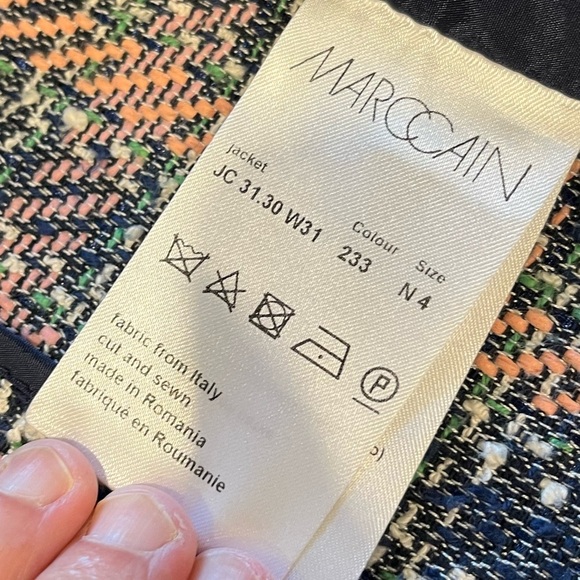 MARCCAIN
jacket
JC 31.30 W31
Colour Size
233 N 4
P
fabric from Italy
cut and sewn
made in Romania
fabriqué en Roumanie